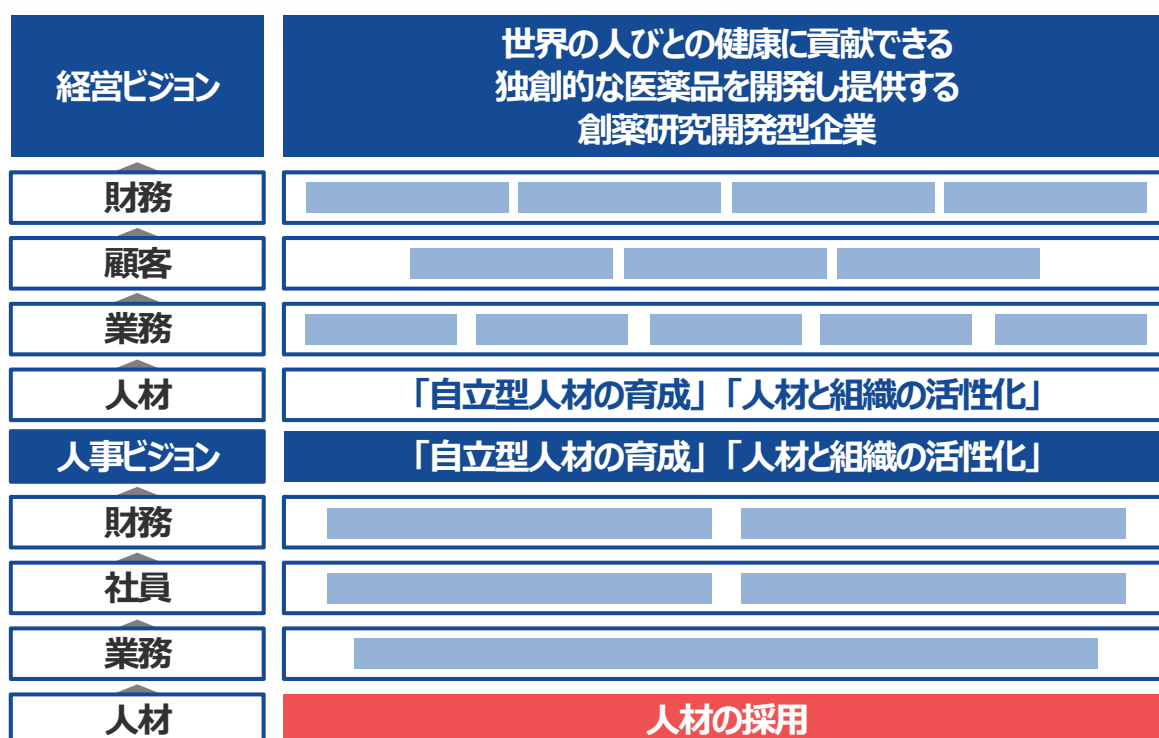 経営ビジョン
世界の人びとの健康に貢献できる
独創的な医薬品を開発し提供する
創薬研究開発型企業
財務
顧客
業務
人材
「自立型人材の育成」「人材と組織の活性化」
人事ビジョン
「自立型人材の育成」「人材と組織の活性化」
財務
社員
業務
人材
人材の採用